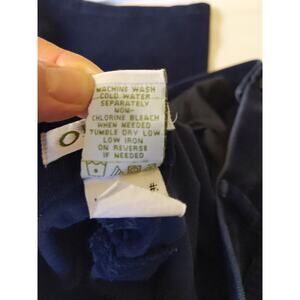 MACHINE WASH
COLD WATER
SEPARATELY
NON-
CHLORINE BLEACH
WHEN NEEDED
TUMBLE DRY LOW
LOW IRON
ON REVERSE
IF NEEDED